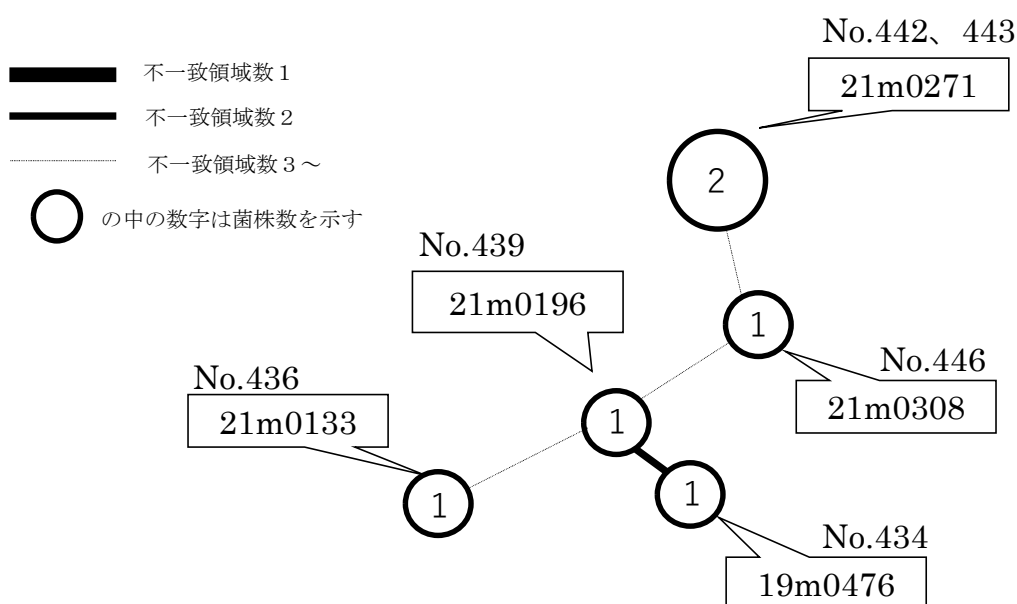 No.442、443
21m0271
不一致領域数１
不一致領域数２
不一致領域数３～
の中の数字は菌株数を示す
2
No.439
21m0196
1
No.446
21m0308
No.436
21m0133
1
1
1
No.434
19m0476